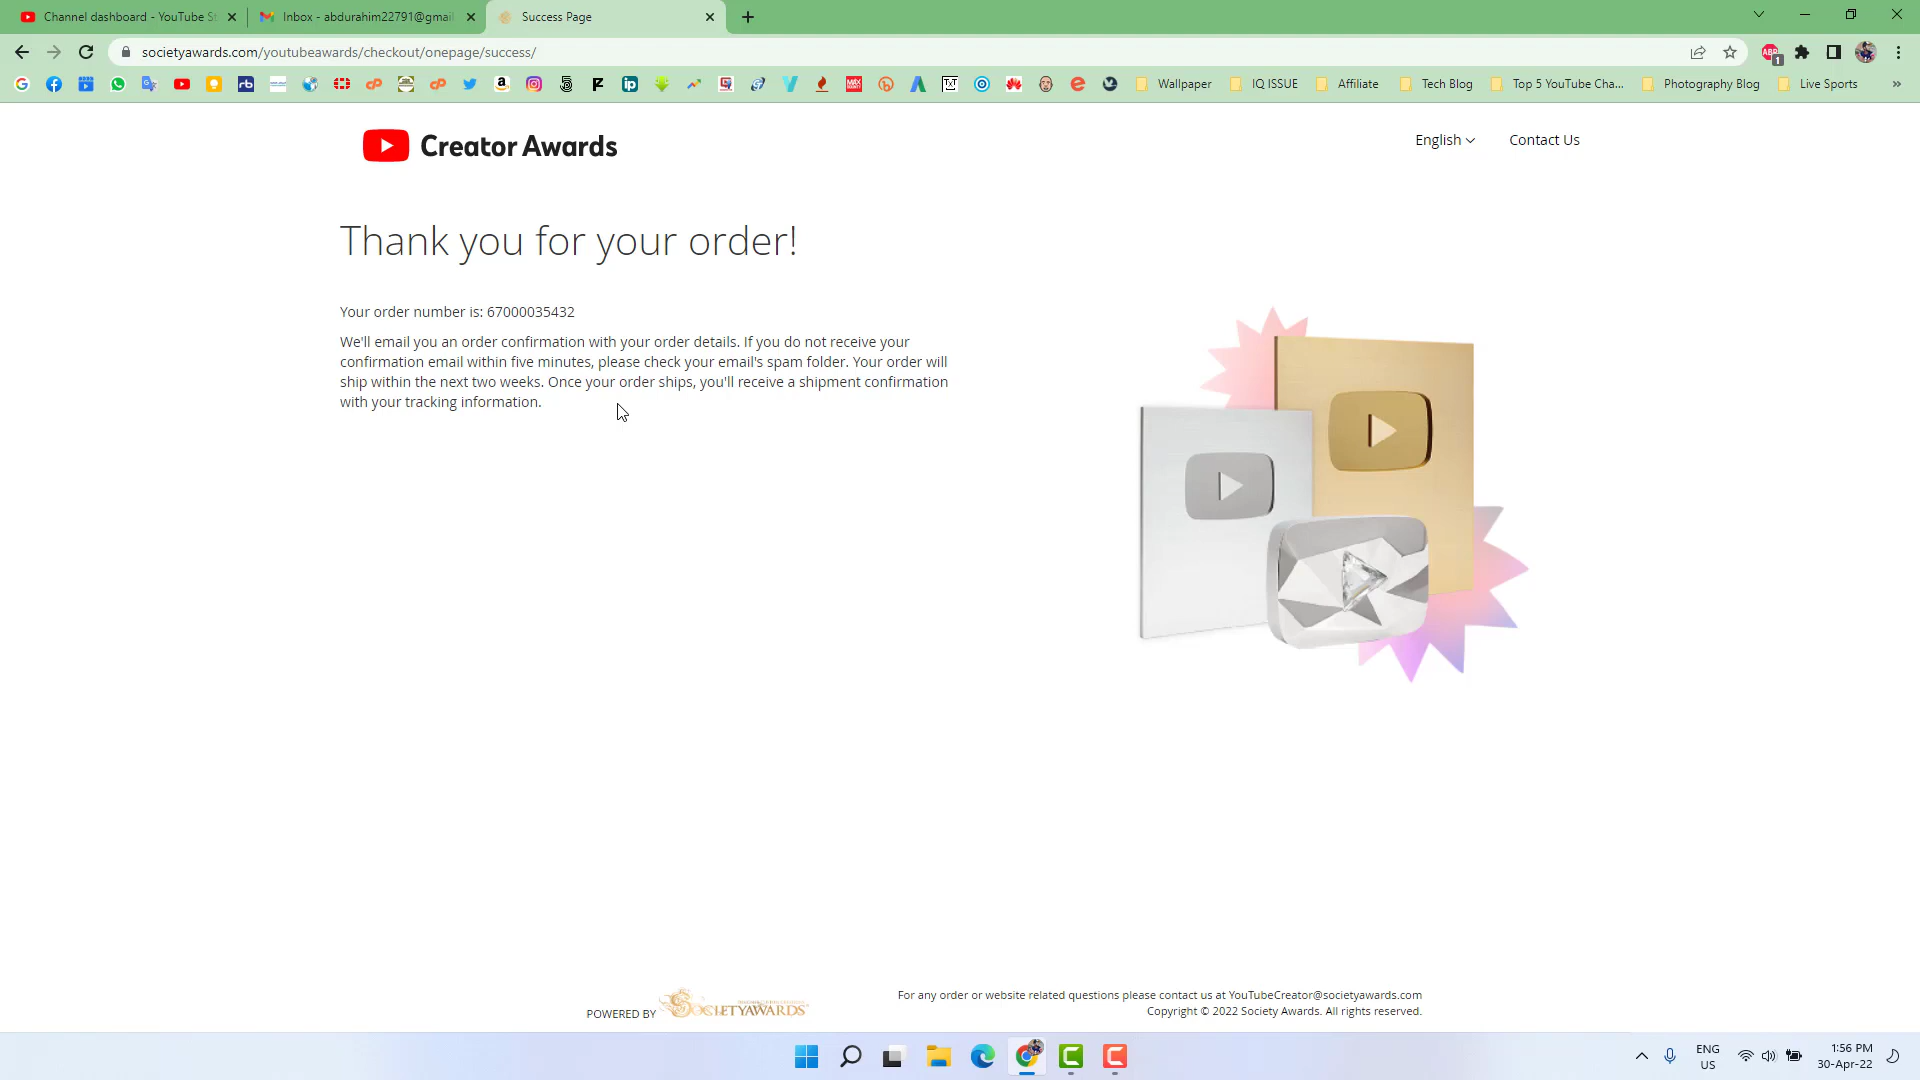 Channel dashboard - YouTube St
Inbox - abdurahim22791@gmail
Success Page
societyawards.com/youtubeawards/checkout/onepage/success/
Wallpaper
IQ ISSUE
Affiliate
Tech Blog
Top 5 YouTube Cha...
Photography Blog
Live Sports
Creator Awards
English
Contact Us
Thank you for your order!
Your order number is: 67000035432
We'll email you an order confirmation with your order details. If you do not receive your
confirmation email within five minutes, please check your email's spam folder. Your order will
ship within the next two weeks. Once your order ships, you'll receive a shipment confirmation
with your tracking information.
POWERED BY
SOCIETYAWARDS
For any order or website related questions please contact us at YouTubeCreator@societyawards.com
Copyright © 2022 Society Awards. All rights reserved.
ENG
US
1:56 PM
30-Apr-22